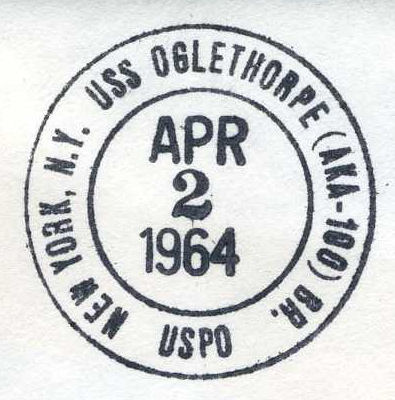 USS OGLETHORPE (AKA-100) BR.
NEW YORK, N.Y.
APR
2
1964
USPO